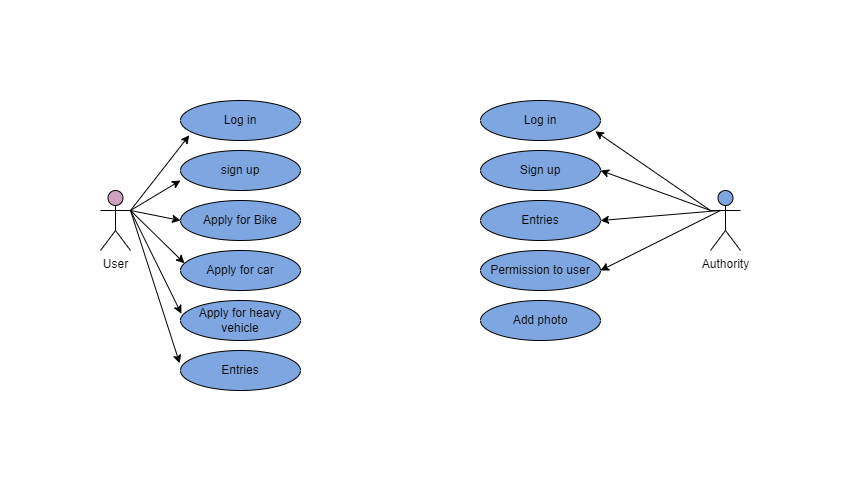 Log in
sign up
Apply for Bike
Apply for car
Apply for heavy
vehicle
Entries
User
Log in
Sign up
Entries
Permission to user
Add photo
Authority